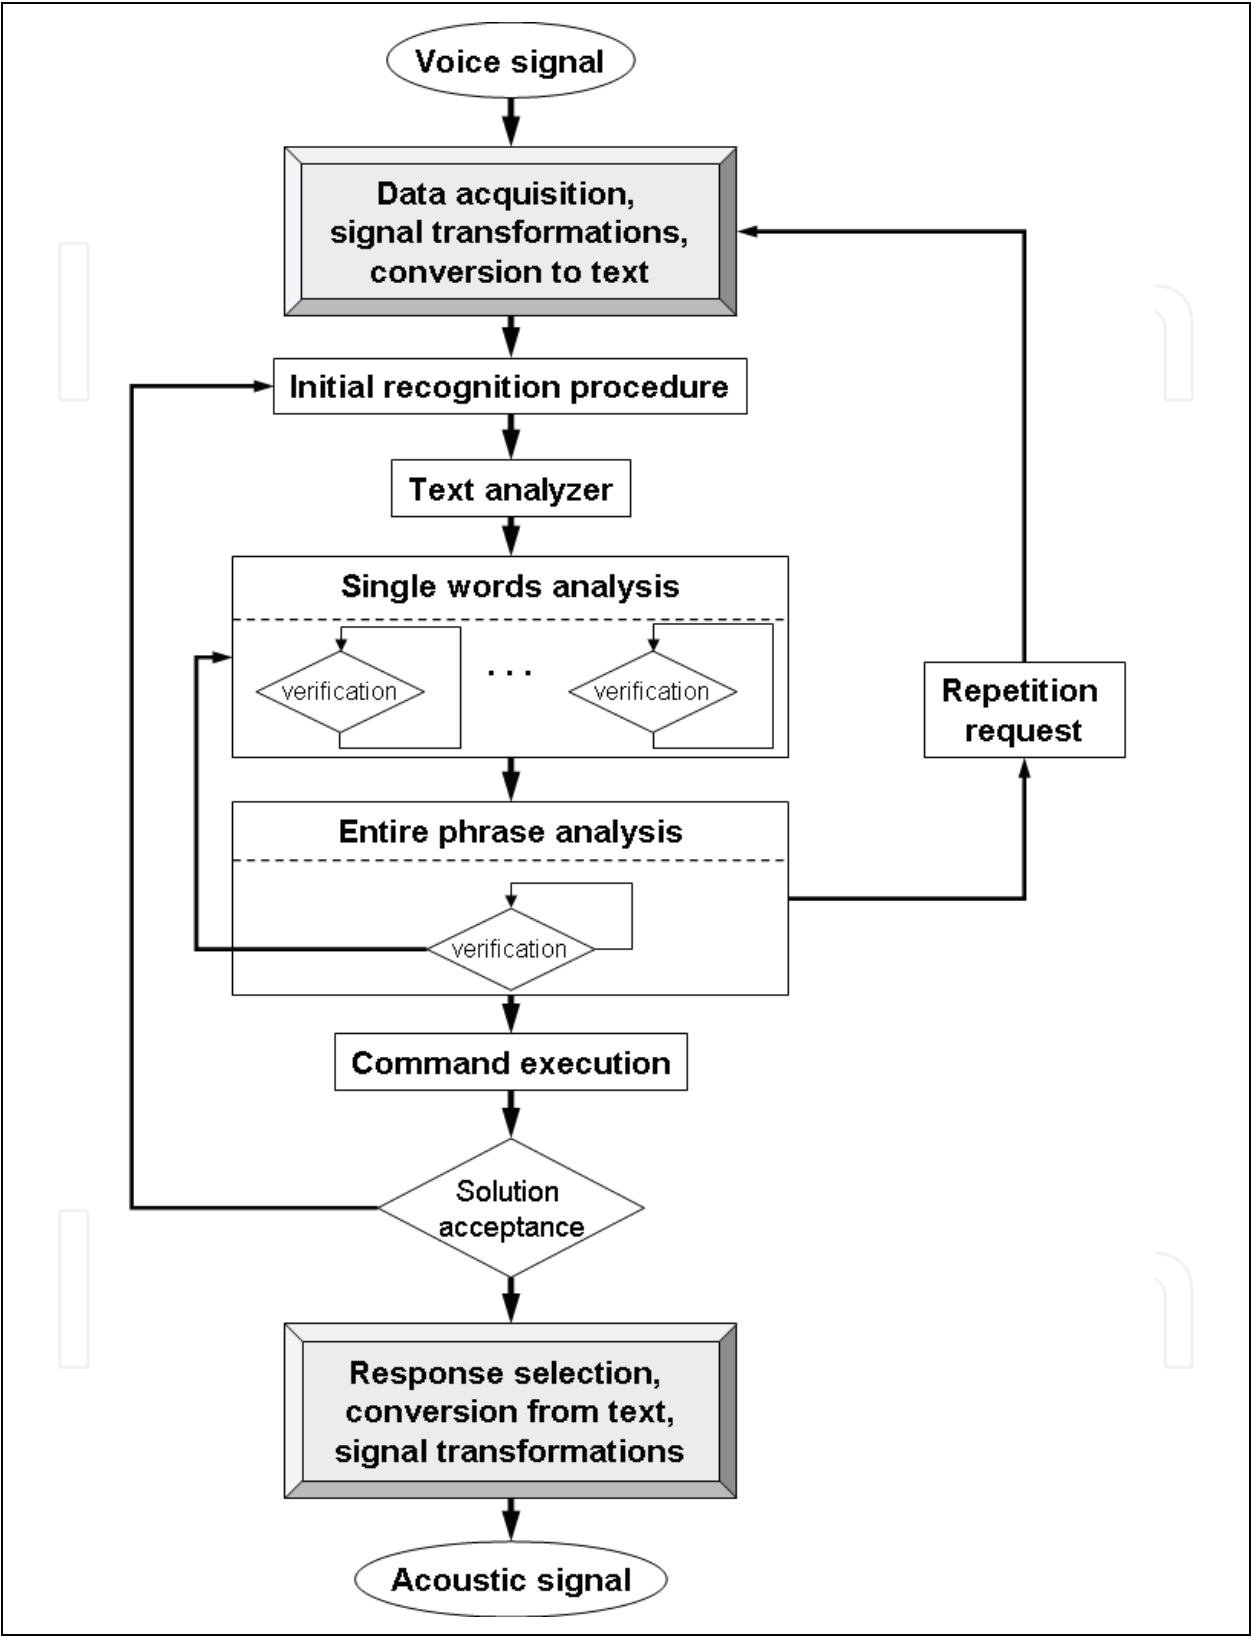 Voice signal
Data acquisition,
signal transformations,
conversion to text
Initial recognition procedure
Text analyzer
Single words analysis
verification
. . .
verification
Repetition
request
Entire phrase analysis
verification
Command execution
Solution
acceptance
Response selection,
conversion from text,
signal transformations
Acoustic signal